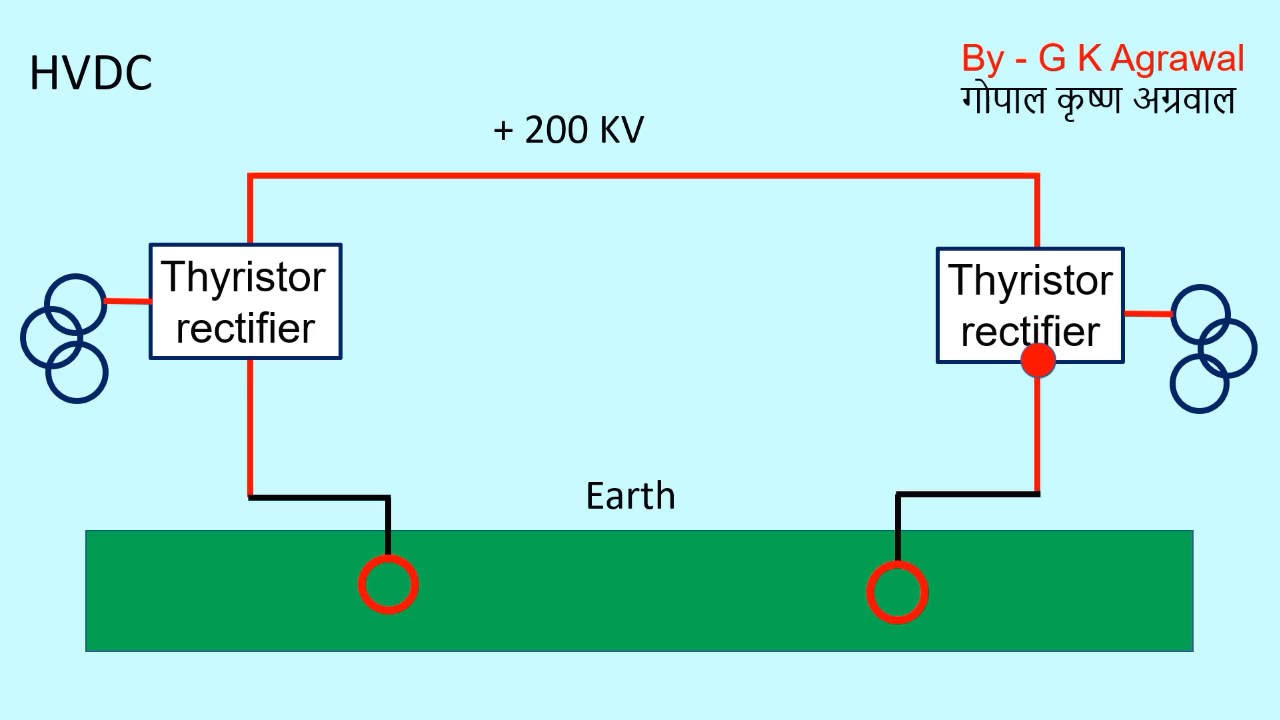 HVDC
By - G K Agrawal
गोपाल कृष्ण अग्रवाल
+ 200 KV
Thyristor
rectifier
Thyristor
rectifier
Earth